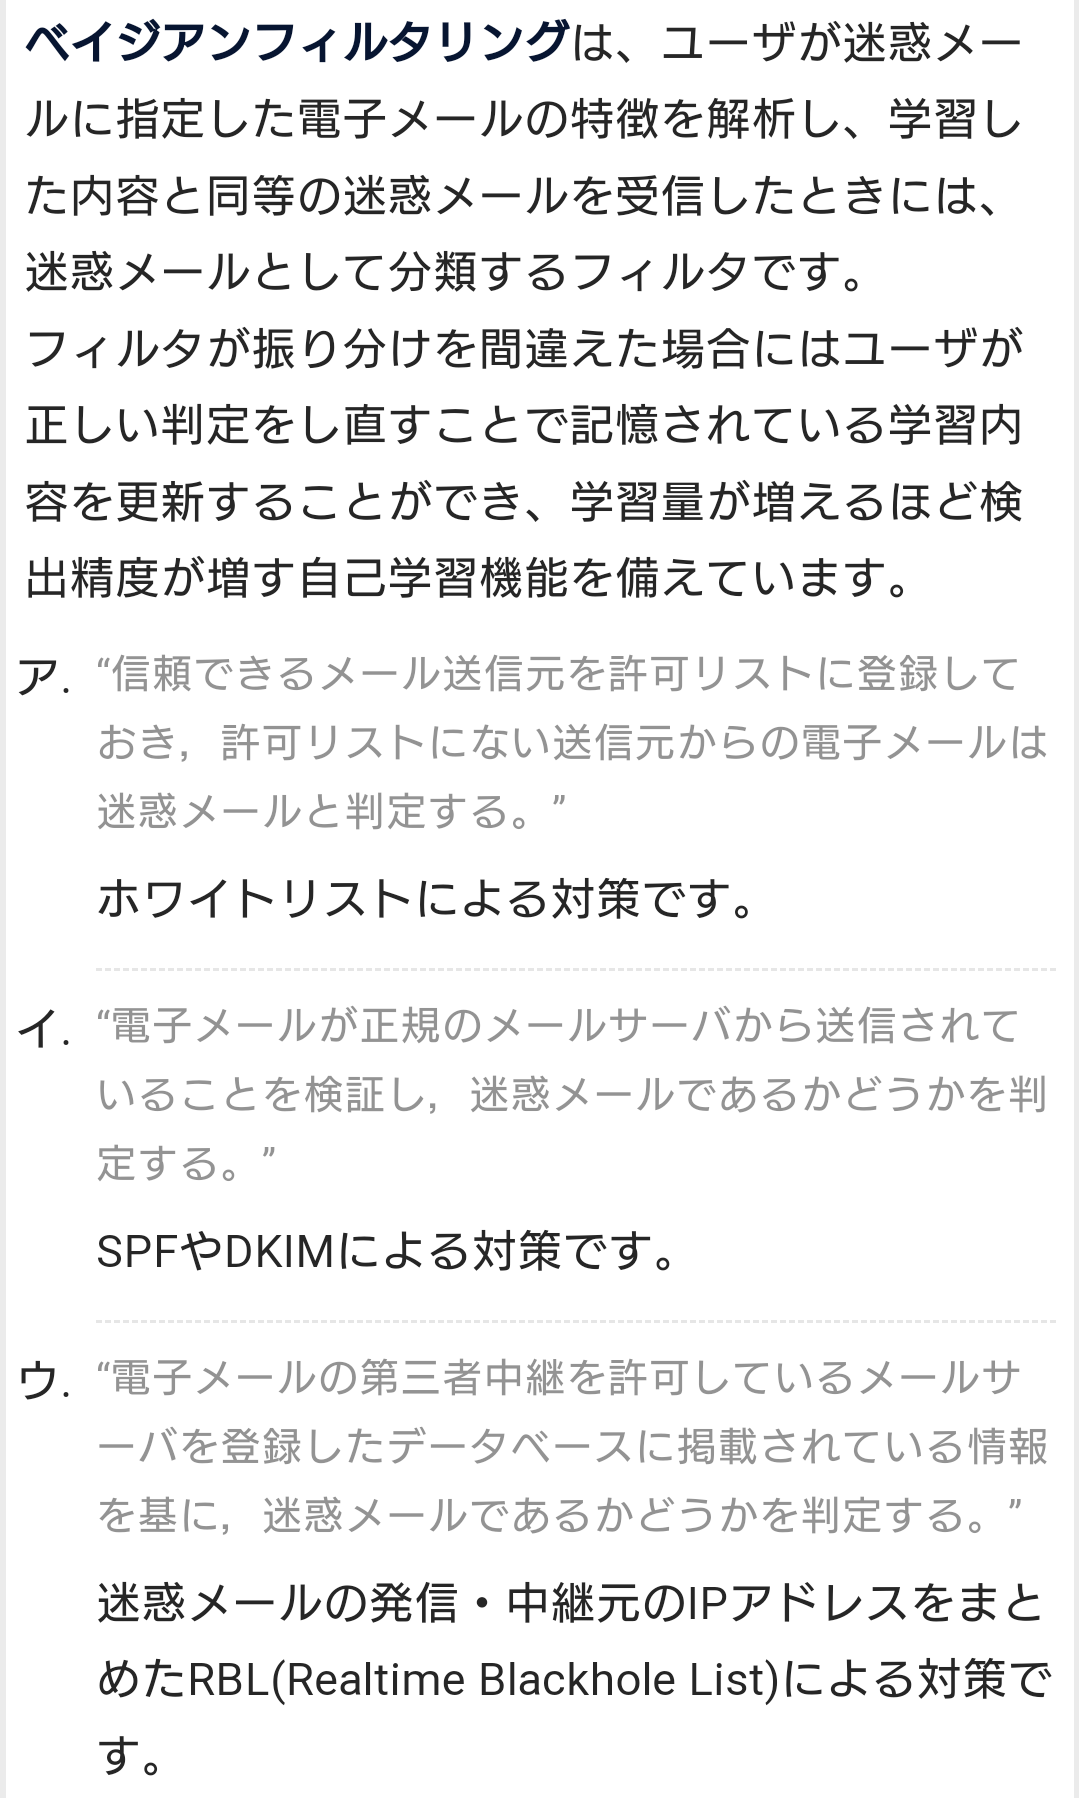 ベイジアンフィルタリングは、ユーザが迷惑メー
ルに指定した電子メールの特徴を解析し、学習し
た内容と同等の迷惑メールを受信したときには、
迷惑メールとして分類するフィルタです。
フィルタが振り分けを間違えた場合にはユーザが
正しい判定をし直すことで記憶されている学習内
容を更新することができ、学習量が増えるほど検
出精度が増す自己学習機能を備えています。
ア. “信頼できるメール送信元を許可リストに登録して
おき，許可リストにない送信元からの電子メールは
迷惑メールと判定する。”
ホワイトリストによる対策です。
イ. “電子メールが正規のメールサーバから送信されて
いることを検証し，迷惑メールであるかどうかを判
定する。”
SPFやDKIMによる対策です。
ウ. “電子メールの第三者中継を許可しているメールサ
ーバを登録したデータベースに掲載されている情報
を基に，迷惑メールであるかどうかを判定する。”
迷惑メールの発信・中継元のIPアドレスをまと
めたRBL(Realtime Blackhole List)による対策で
す。